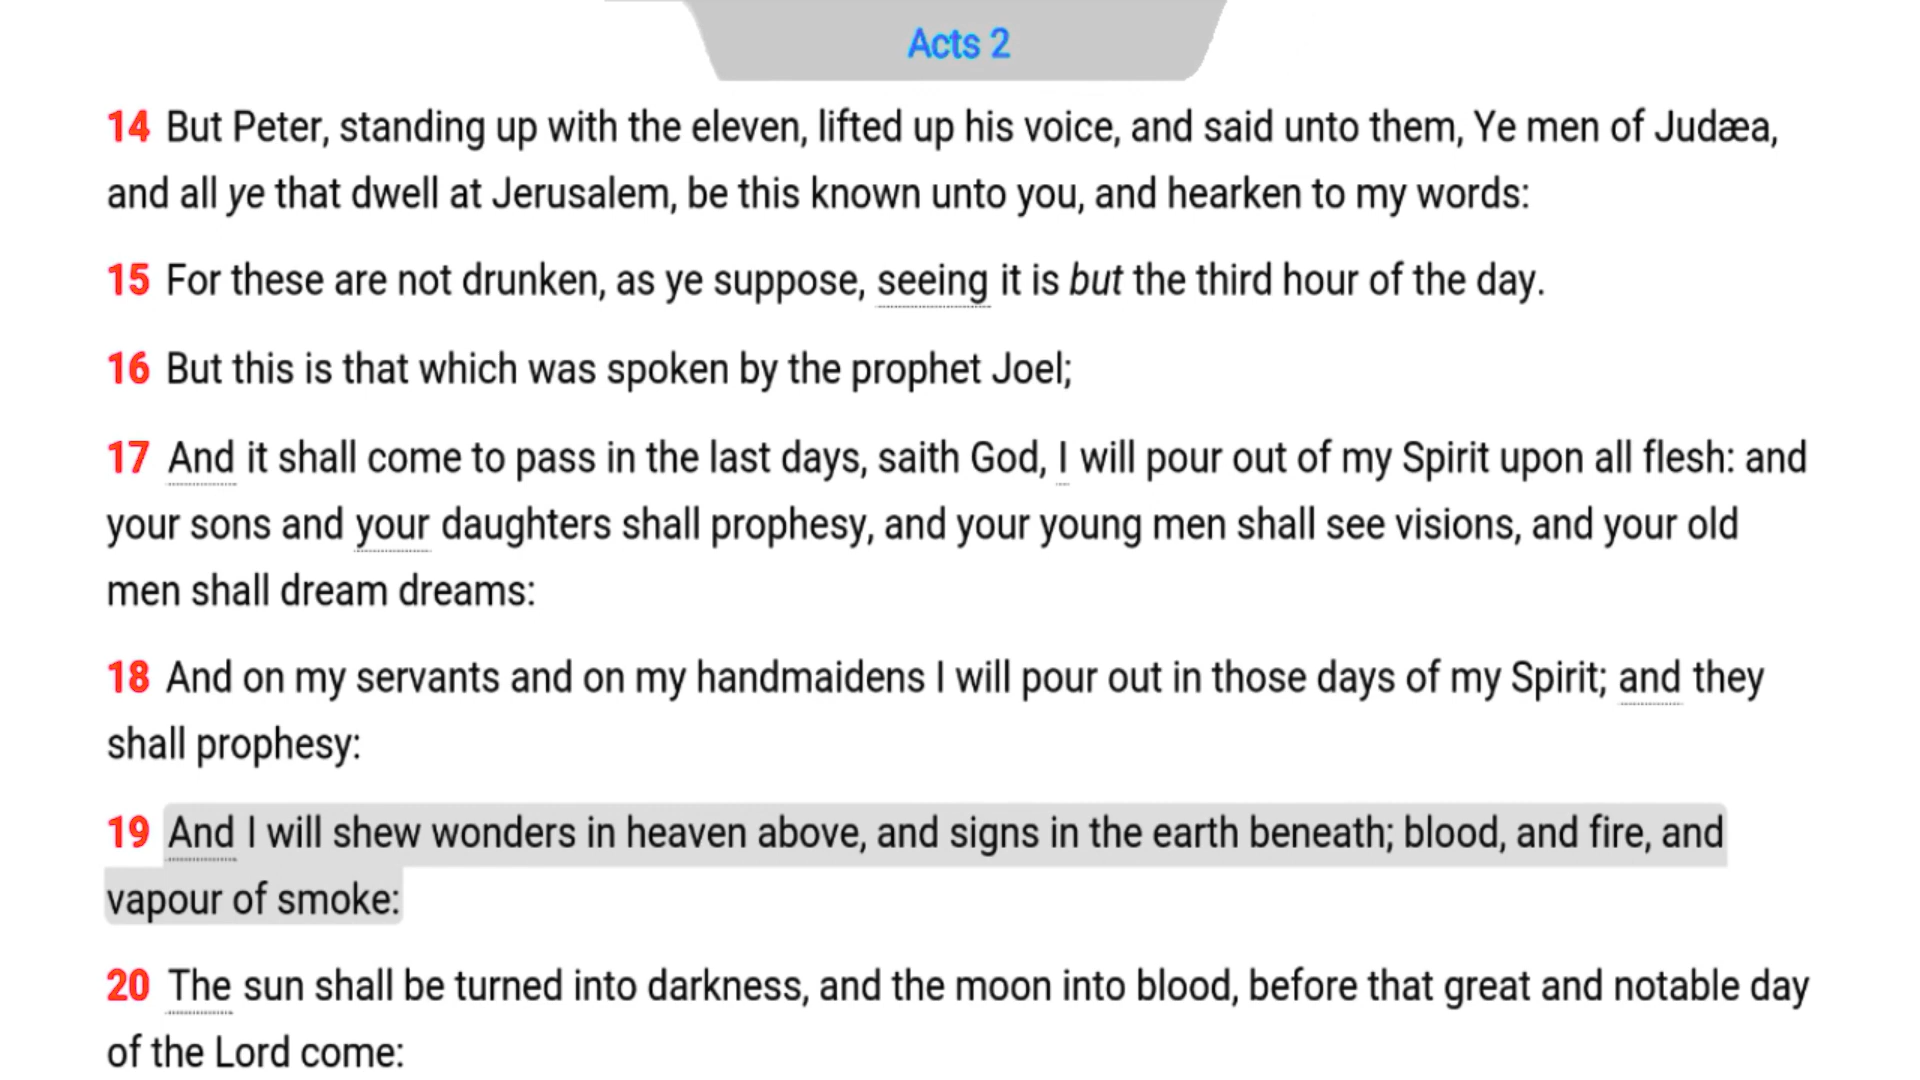 Acts 2
14 But Peter, standing up with the eleven, lifted up his voice, and said unto them, Ye men of Judæa,
and all ye that dwell at Jerusalem, be this known unto you, and hearken to my words:
15 For these are not drunken, as ye suppose, seeing it is but the third hour of the day.
16 But this is that which was spoken by the prophet Joel;
17 And it shall come to pass in the last days, saith God, I will pour out of my Spirit upon all flesh: and
your sons and your daughters shall prophesy, and your young men shall see visions, and your old
men shall dream dreams:
18 And on my servants and on my handmaidens I will pour out in those days of my Spirit; and they
shall prophesy:
19 And I will shew wonders in heaven above, and signs in the earth beneath; blood, and fire, and
vapour of smoke:
20 The sun shall be turned into darkness, and the moon into blood, before that great and notable day
of the Lord come: